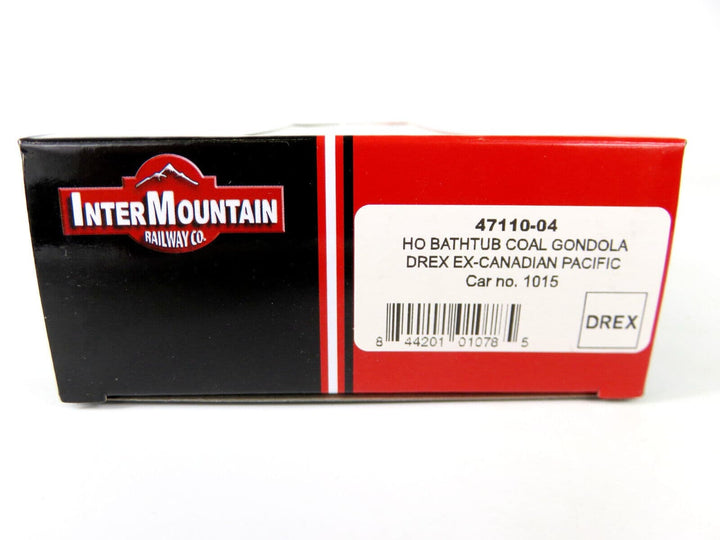 INTERMOUNTAIN
RAILWAY CO.
47110-04
HO BATHTUB COAL GONDOLA
DREX EX-CANADIAN PACIFIC
Car no. 1015
8 44201 01078 5
DREX